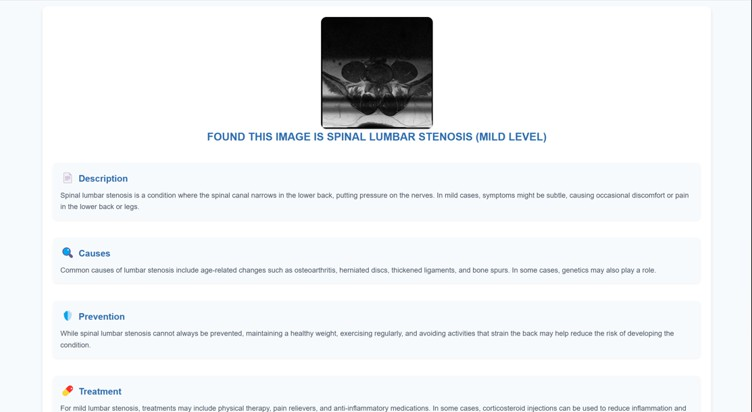 FOUND THIS IMAGE IS SPINAL LUMBAR STENOSIS (MILD LEVEL)
Description
Spinal lumbar stenosis is a condition where the spinal canal narrows in the lower back, putting pressure on the nerves. In mild cases, symptoms might be subtle, causing occasional discomfort or pain
in the lower back or legs.
Causes
Common causes of lumbar stenosis include age-related changes such as osteoarthritis, herniated discs, thickened ligaments, and bone spurs. In some cases, genetics may also play a role.
Prevention
While spinal lumbar stenosis cannot always be prevented, maintaining a healthy weight, exercising regularly, and avoiding activities that strain the back may help reduce the risk of developing the
condition.
Treatment
For mild lumbar stenosis, treatments may include physical therapy, pain relievers, and anti-inflammatory medications. In some cases, corticosteroid injections can be used to reduce inflammation and